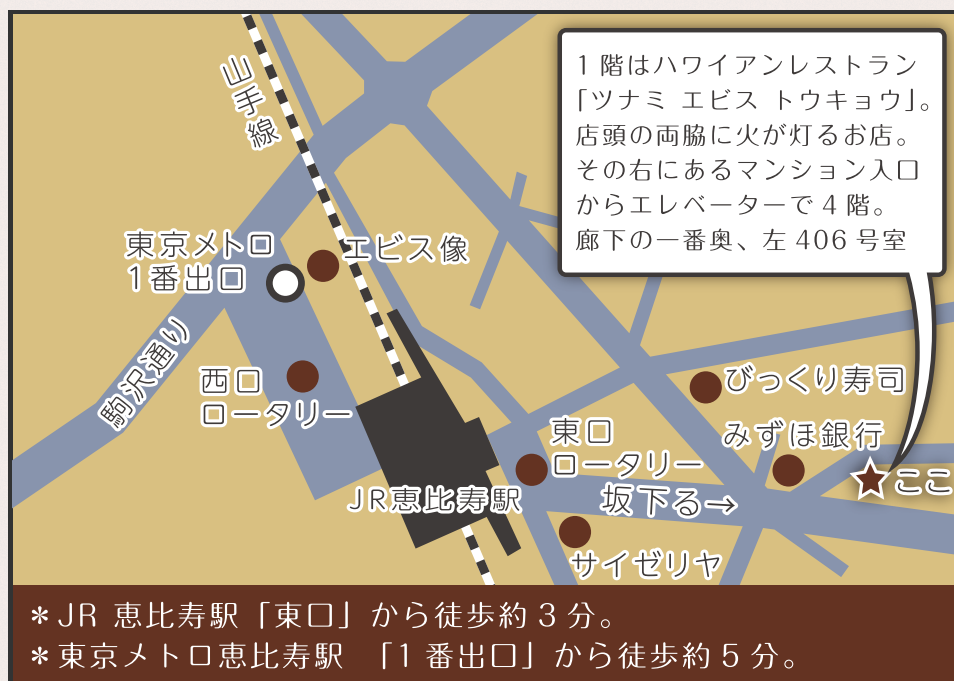 山手線
1 階はハワイアンレストラン
「ツナミ エビス トウキョウ」。
店頭の両脇に火が灯るお店。
その右にあるマンション入口
からエレベーターで 4 階。
廊下の一番奥、左 406 号室
東京メトロ
1番出口
エビス像
駒沢通り
西口
ロータリー
びっくり寿司
みずほ銀行
東口
ロータリー
ここ
JR恵比寿駅
坂下る→
サイゼリヤ
＊JR 恵比寿駅「東口」から徒歩約 3 分。
＊東京メトロ恵比寿駅 「1 番出口」から徒歩約 5 分。